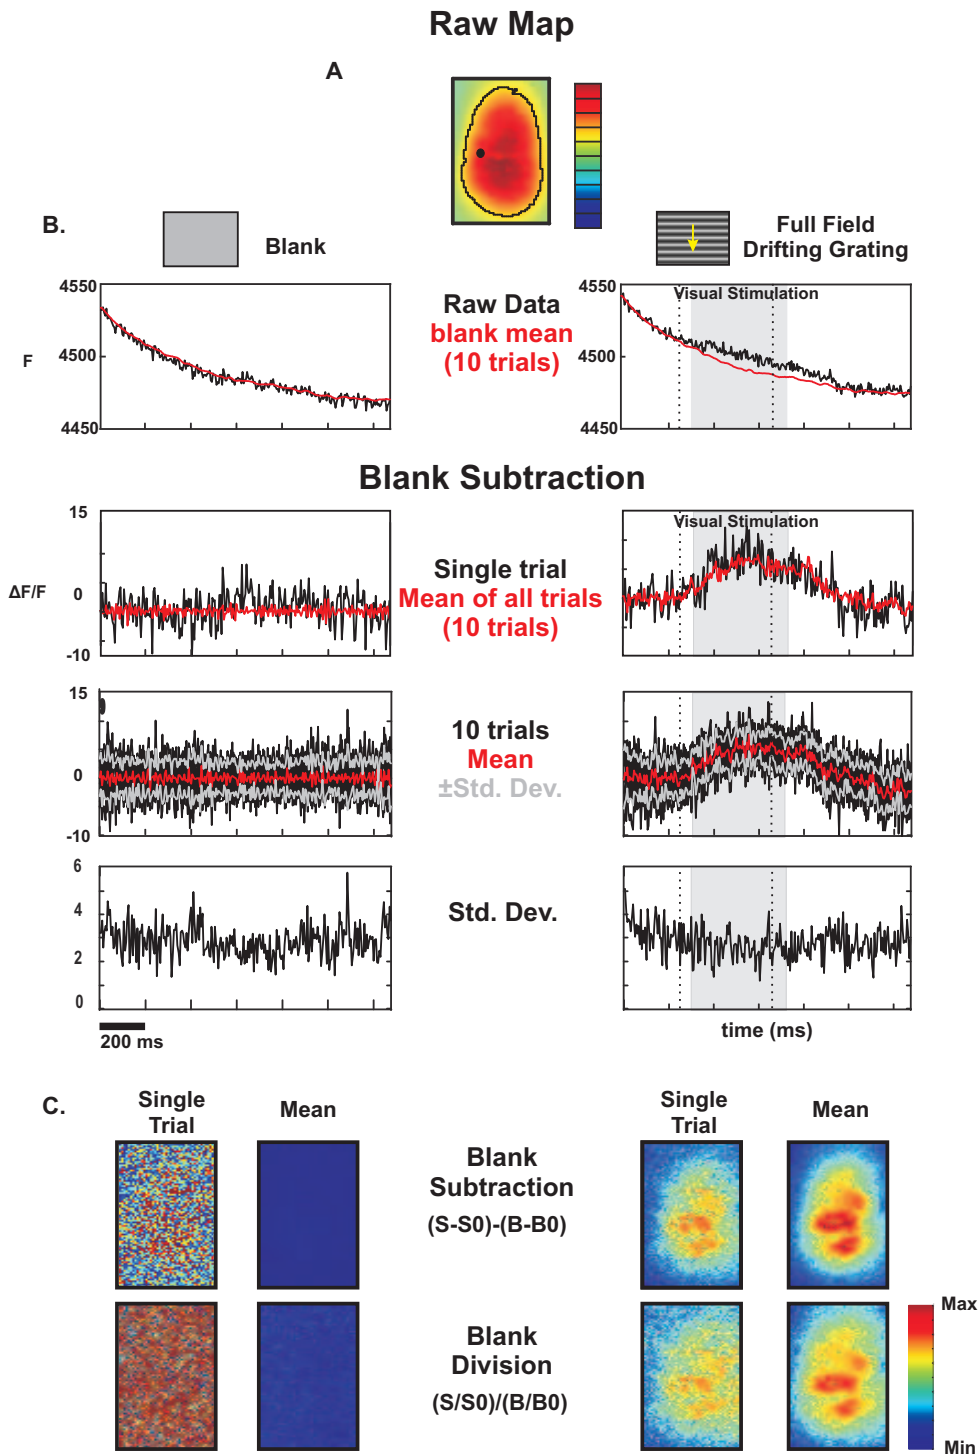 Raw Map
A
B.
Blank
Full Field
Drifting Grating
4550
4500
F
4450
Raw Data
blank mean
(10 trials)
4550
Visual Stimulation
4500
4450
Blank Subtraction
15
ΔF/F
0
-10
Single trial
Mean of all trials
(10 trials)
Visual Stimulation
15
0
-10
10 trials
Mean
±Std. Dev.
6
4
2
0
Std. Dev.
200 ms
time (ms)
C.
Single
Trial
Mean
Single
Trial
Mean
Blank
Subtraction
(S-S0)-(B-B0)
Blank
Division
(S/S0)/(B/B0)
Max
Min